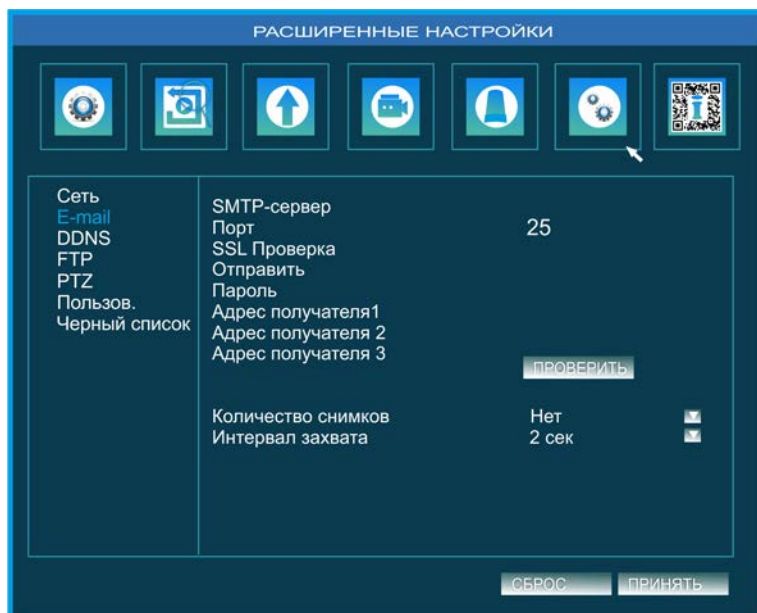 РАСШИРЕННЫЕ НАСТРОЙКИ
Сеть
E-mail
DDNS
FTP
PTZ
Пользов.
Черный список
SMTP-сервер
Порт 25
SSL Проверка
Отправить
Пароль
Адрес получателя1
Адрес получателя 2
Адрес получателя 3
ПРОВЕРИТЬ
Количество снимков Нет
Интервал захвата 2 сек
СБРОС ПРИНЯТЬ